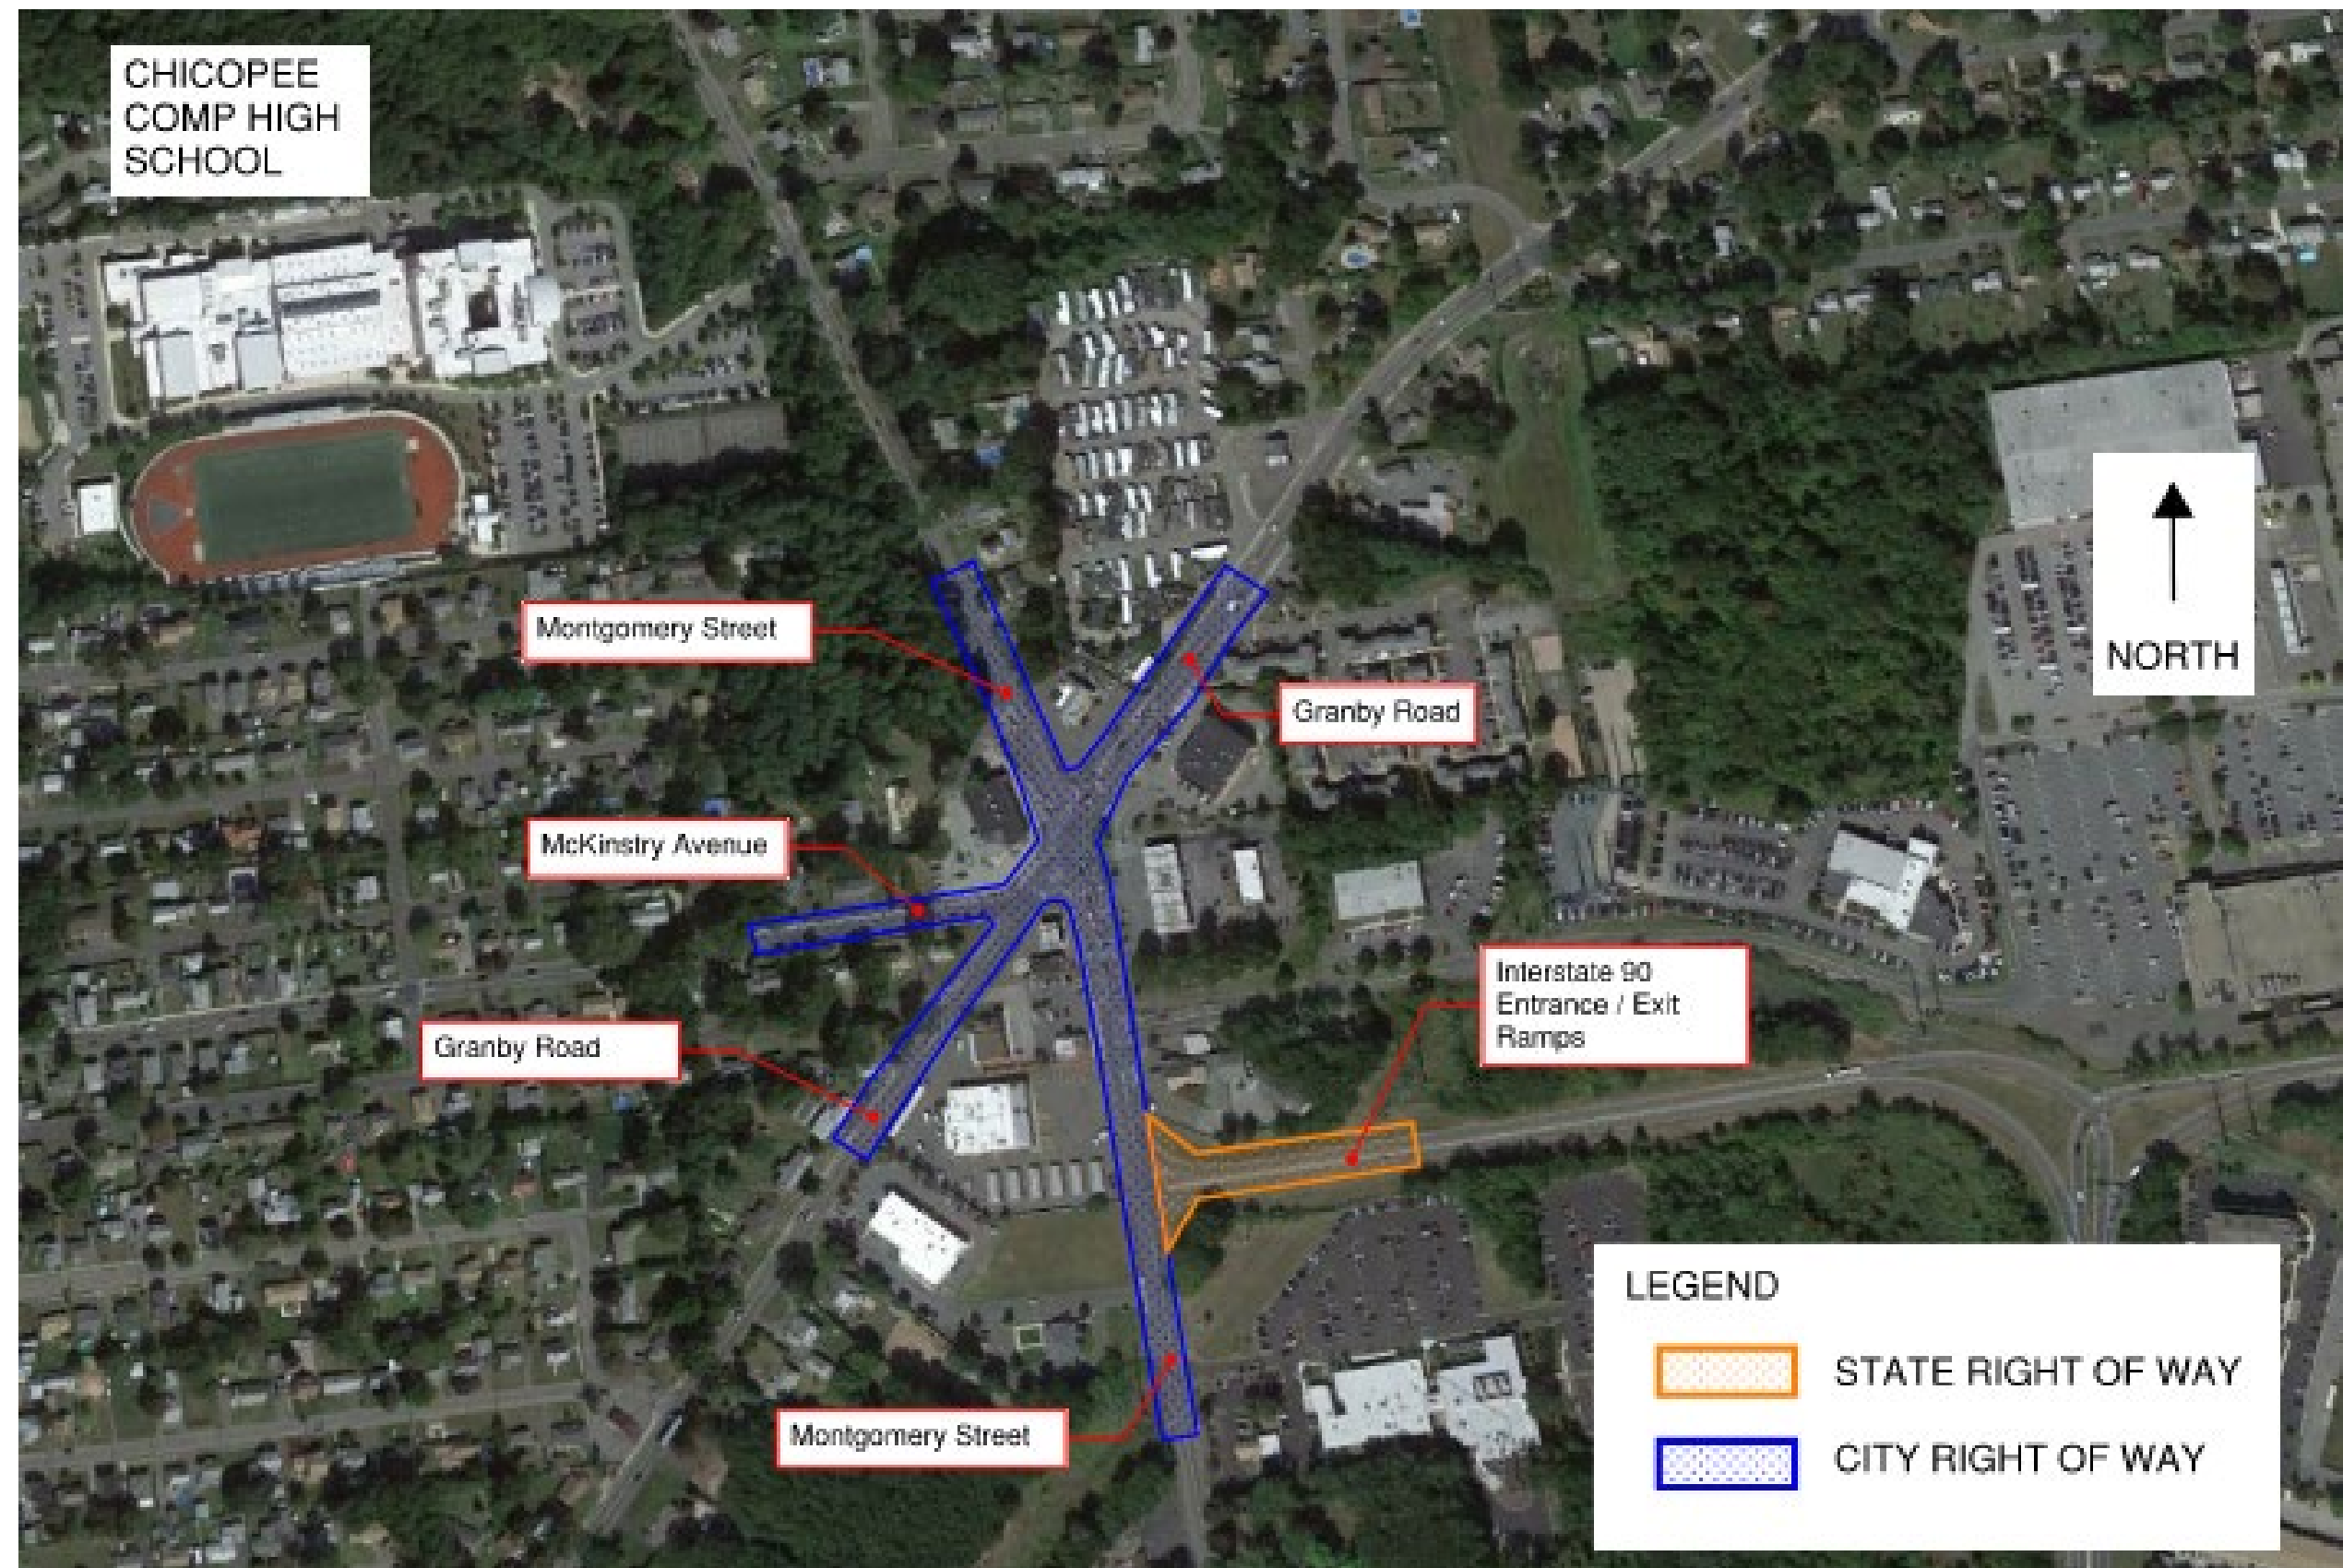 CHICOPEE
COMP HIGH
SCHOOL
Montgomery Street
Granby Road
NORTH
McKinstry Avenue
Interstate 90
Entrance / Exit
Ramps
Granby Road
Montgomery Street
LEGEND
STATE RIGHT OF WAY
CITY RIGHT OF WAY